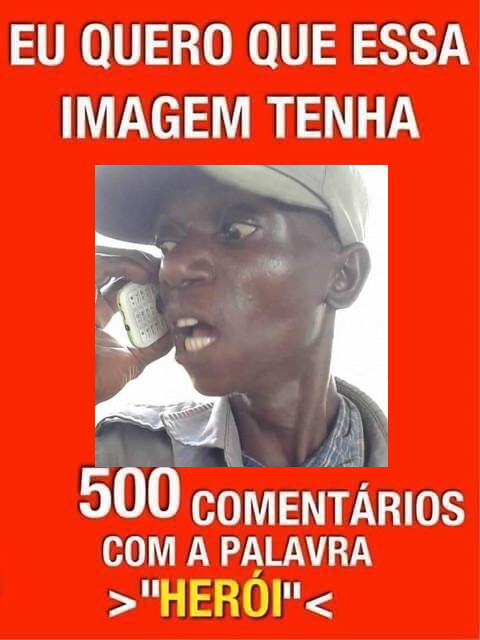 EU QUERO QUE ESSA
IMAGEM TENHA
500 COMENTÁRIOS
COM A PALAVRA
>"HERÓI"<